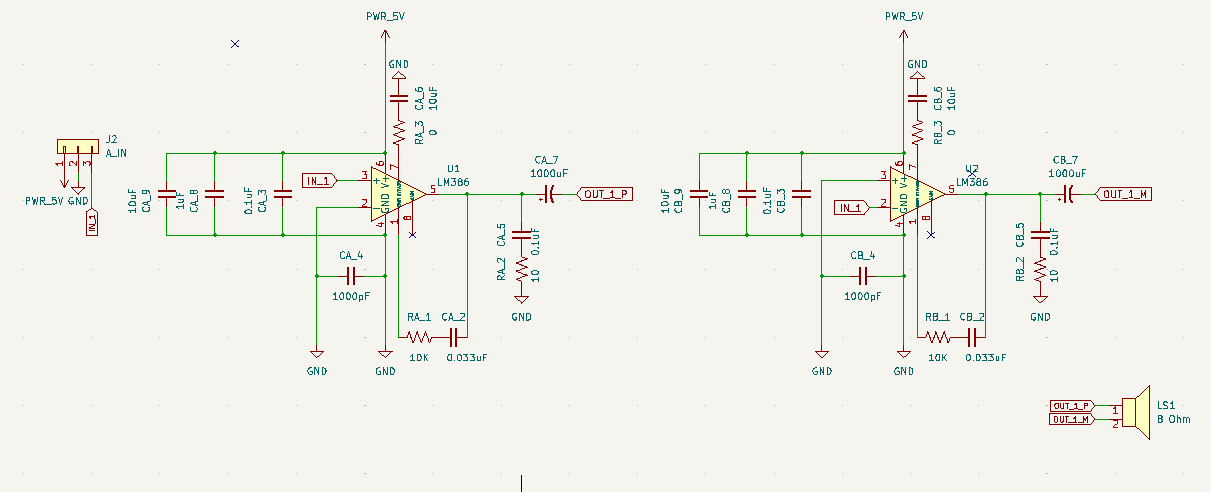 PWR_5V
GND
CA_6
10uF
RA_3
0
J2
A_IN
1
2
3
PWR_5V
GND
IN_1
10uF
CA_9
1uF
CA_8
0.1uF
CA_3
IN_1
3
2
6
7
V+
GND
4
1
8
5
U1
LM386
CA_7
1000uF
OUT_1_P
CA_5
0.1uF
RA_2
10
GND
CA_4
1000pF
RA_1
10K
CA_2
0.033uF
GND
GND
PWR_5V
GND
CB_6
10uF
RB_3
0
10uF
CB_9
1uF
CB_8
0.1uF
CB_3
IN_1
3
2
6
7
V+
GND
4
1
8
5
U2
LM386
CB_7
1000uF
OUT_1_M
CB_5
0.1uF
RB_2
10
GND
CB_4
1000pF
RB_1
10K
CB_2
0.033uF
GND
GND
OUT_1_P
OUT_1_M
1
2
LS1
8 Ohm